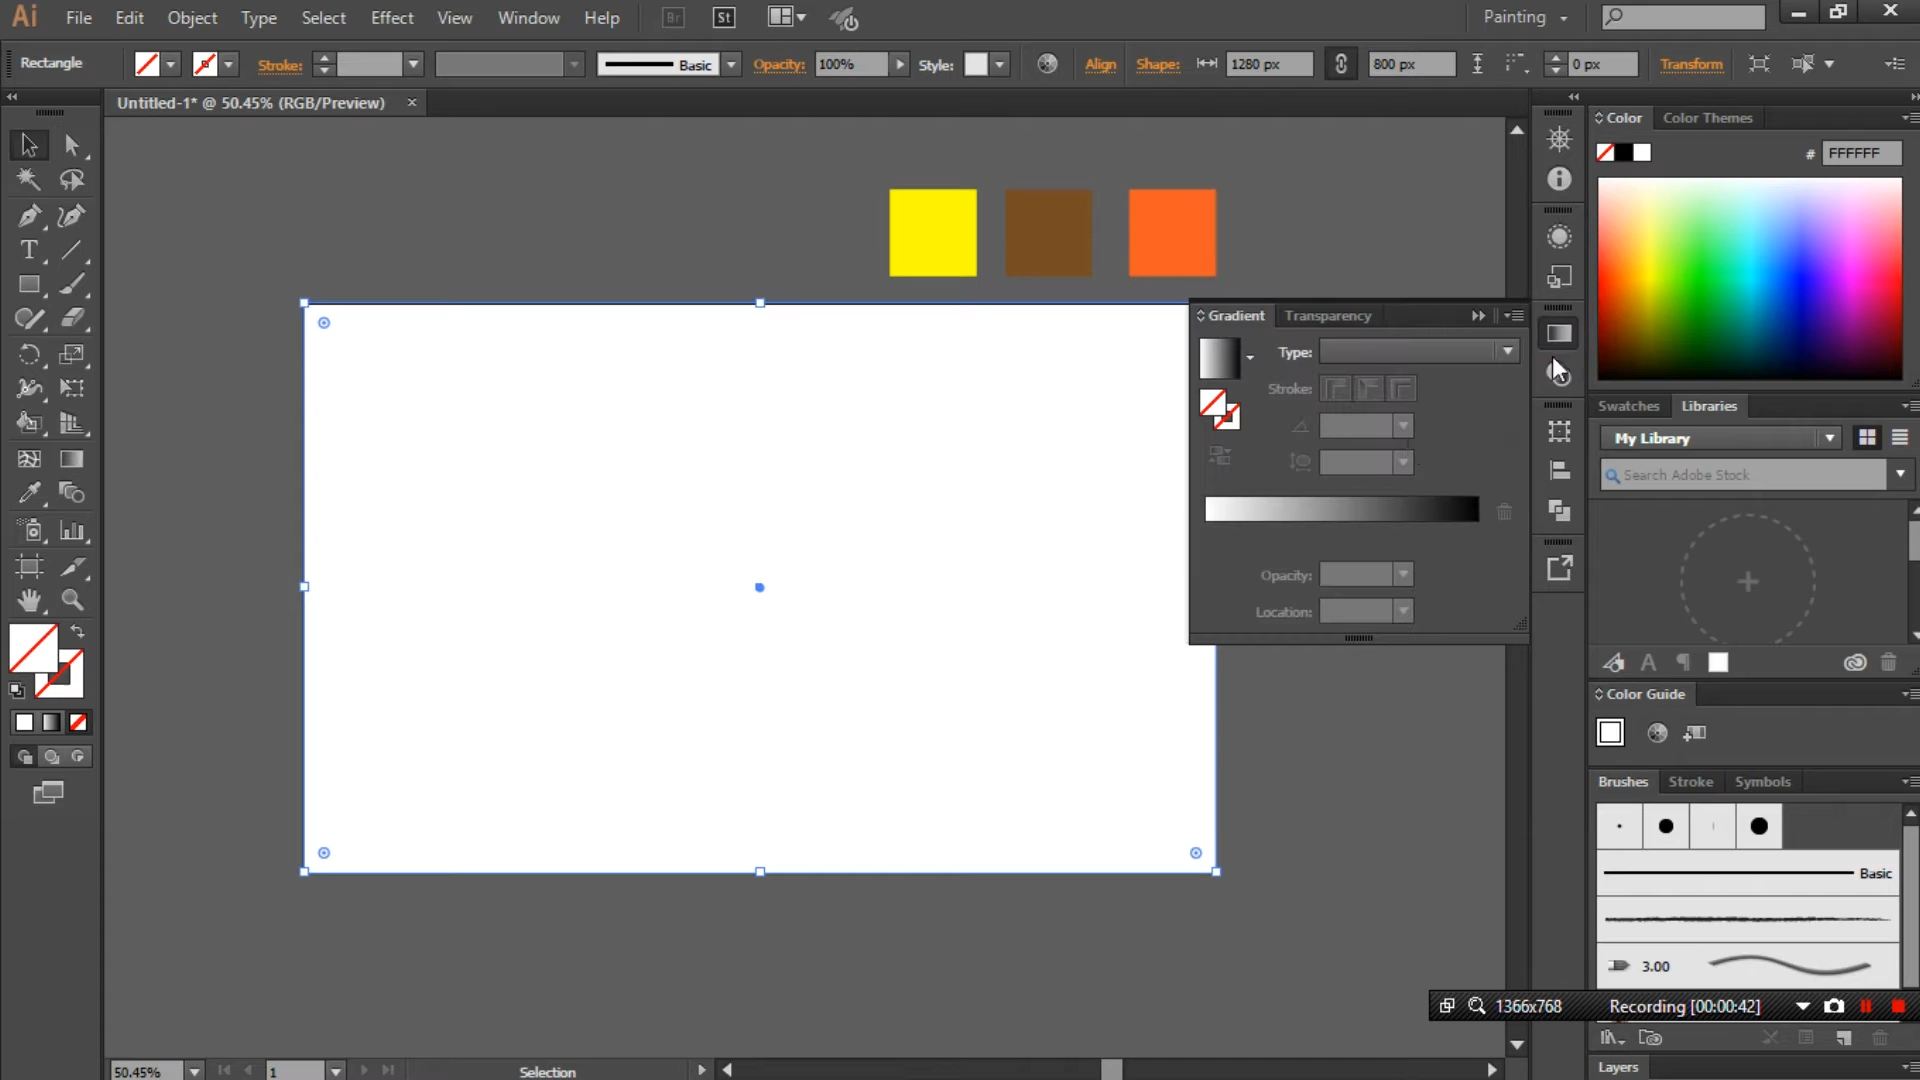 Ai File Edit Object Type Select Effect View Window Help Br St Painting
Rectangle Stroke: Basic Opacity: 100% Style: Align Shape: 1280 px 800 px 0 px Transform
Untitled-1* @ 50.45% (RGB/Preview) ×
Color Color Themes
# FFFFFF
Gradient Transparency
Type:
Stroke:
Opacity:
Location:
Swatches Libraries
My Library
Search Adobe Stock
Color Guide
Brushes Stroke Symbols
Basic
3.00
1366x768 Recording [00:00:42]
Layers
50.45% 1 Selection